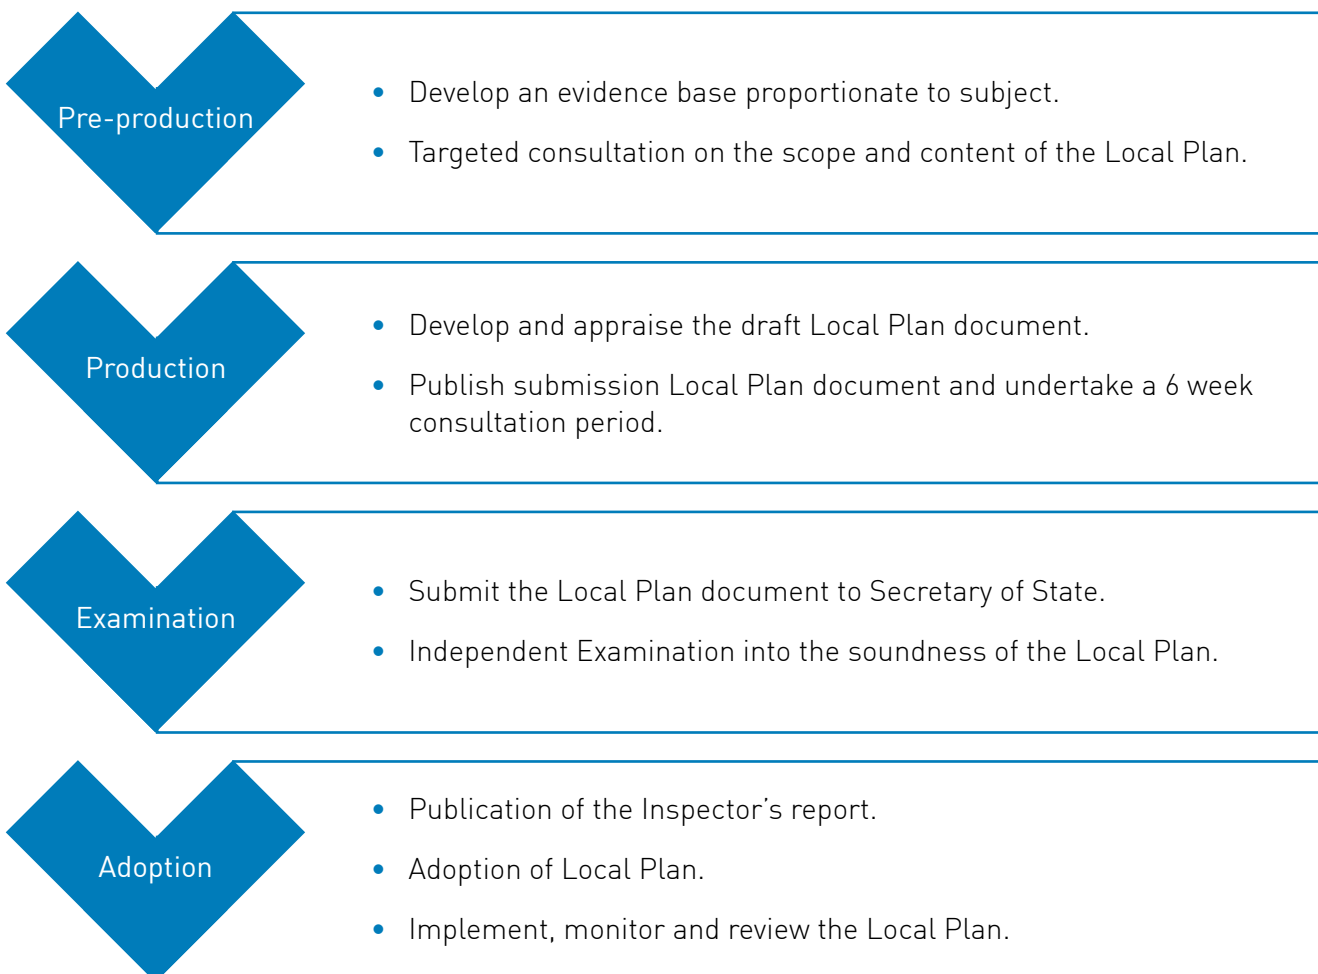 Pre-production
• Develop an evidence base proportionate to subject.
• Targeted consultation on the scope and content of the Local Plan.
Production
• Develop and appraise the draft Local Plan document.
• Publish submission Local Plan document and undertake a 6 week
consultation period.
Examination
• Submit the Local Plan document to Secretary of State.
• Independent Examination into the soundness of the Local Plan.
Adoption
• Publication of the Inspector’s report.
• Adoption of Local Plan.
• Implement, monitor and review the Local Plan.